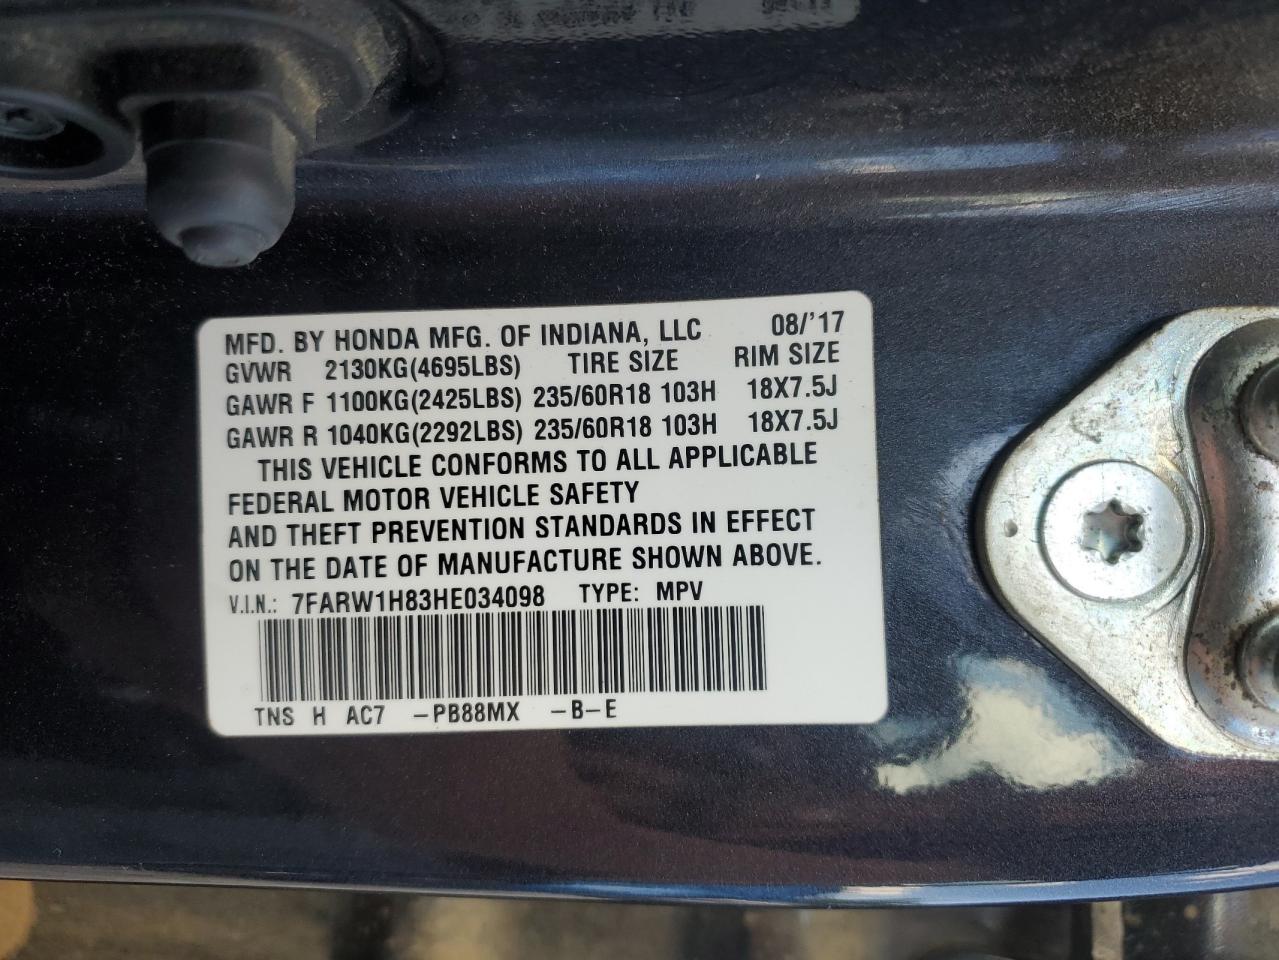 MFD. BY HONDA MFG. OF INDIANA, LLC 08/'17
GVWR 2130KG(4695LBS) TIRE SIZE RIM SIZE
GAWR F 1100KG(2425LBS) 235/60R18 103H 18X7.5J
GAWR R 1040KG(2292LBS) 235/60R18 103H 18X7.5J
THIS VEHICLE CONFORMS TO ALL APPLICABLE
FEDERAL MOTOR VEHICLE SAFETY
AND THEFT PREVENTION STANDARDS IN EFFECT
ON THE DATE OF MANUFACTURE SHOWN ABOVE.
V.I.N.: 7FARW1H83HE034098 TYPE: MPV
TNS H AC7 -PB88MX -B-E